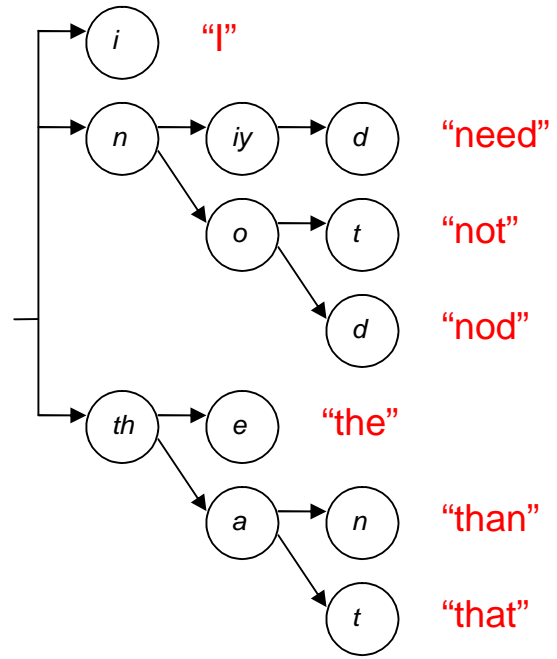 i “I”
n iy d “need”
o t “not”
d “nod”
th e “the”
a n “than”
t “that”